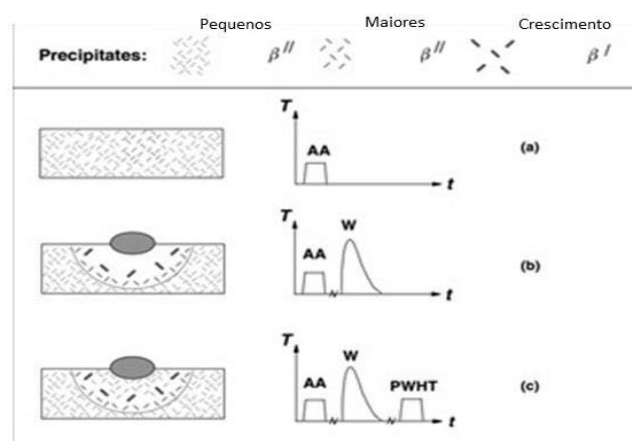 Pequenos Maiores Crescimento
Precipitates: β// β// β/
T
AA
t
(a)
T
W
AA
t
(b)
T
W
AA
PWHT
t
(c)